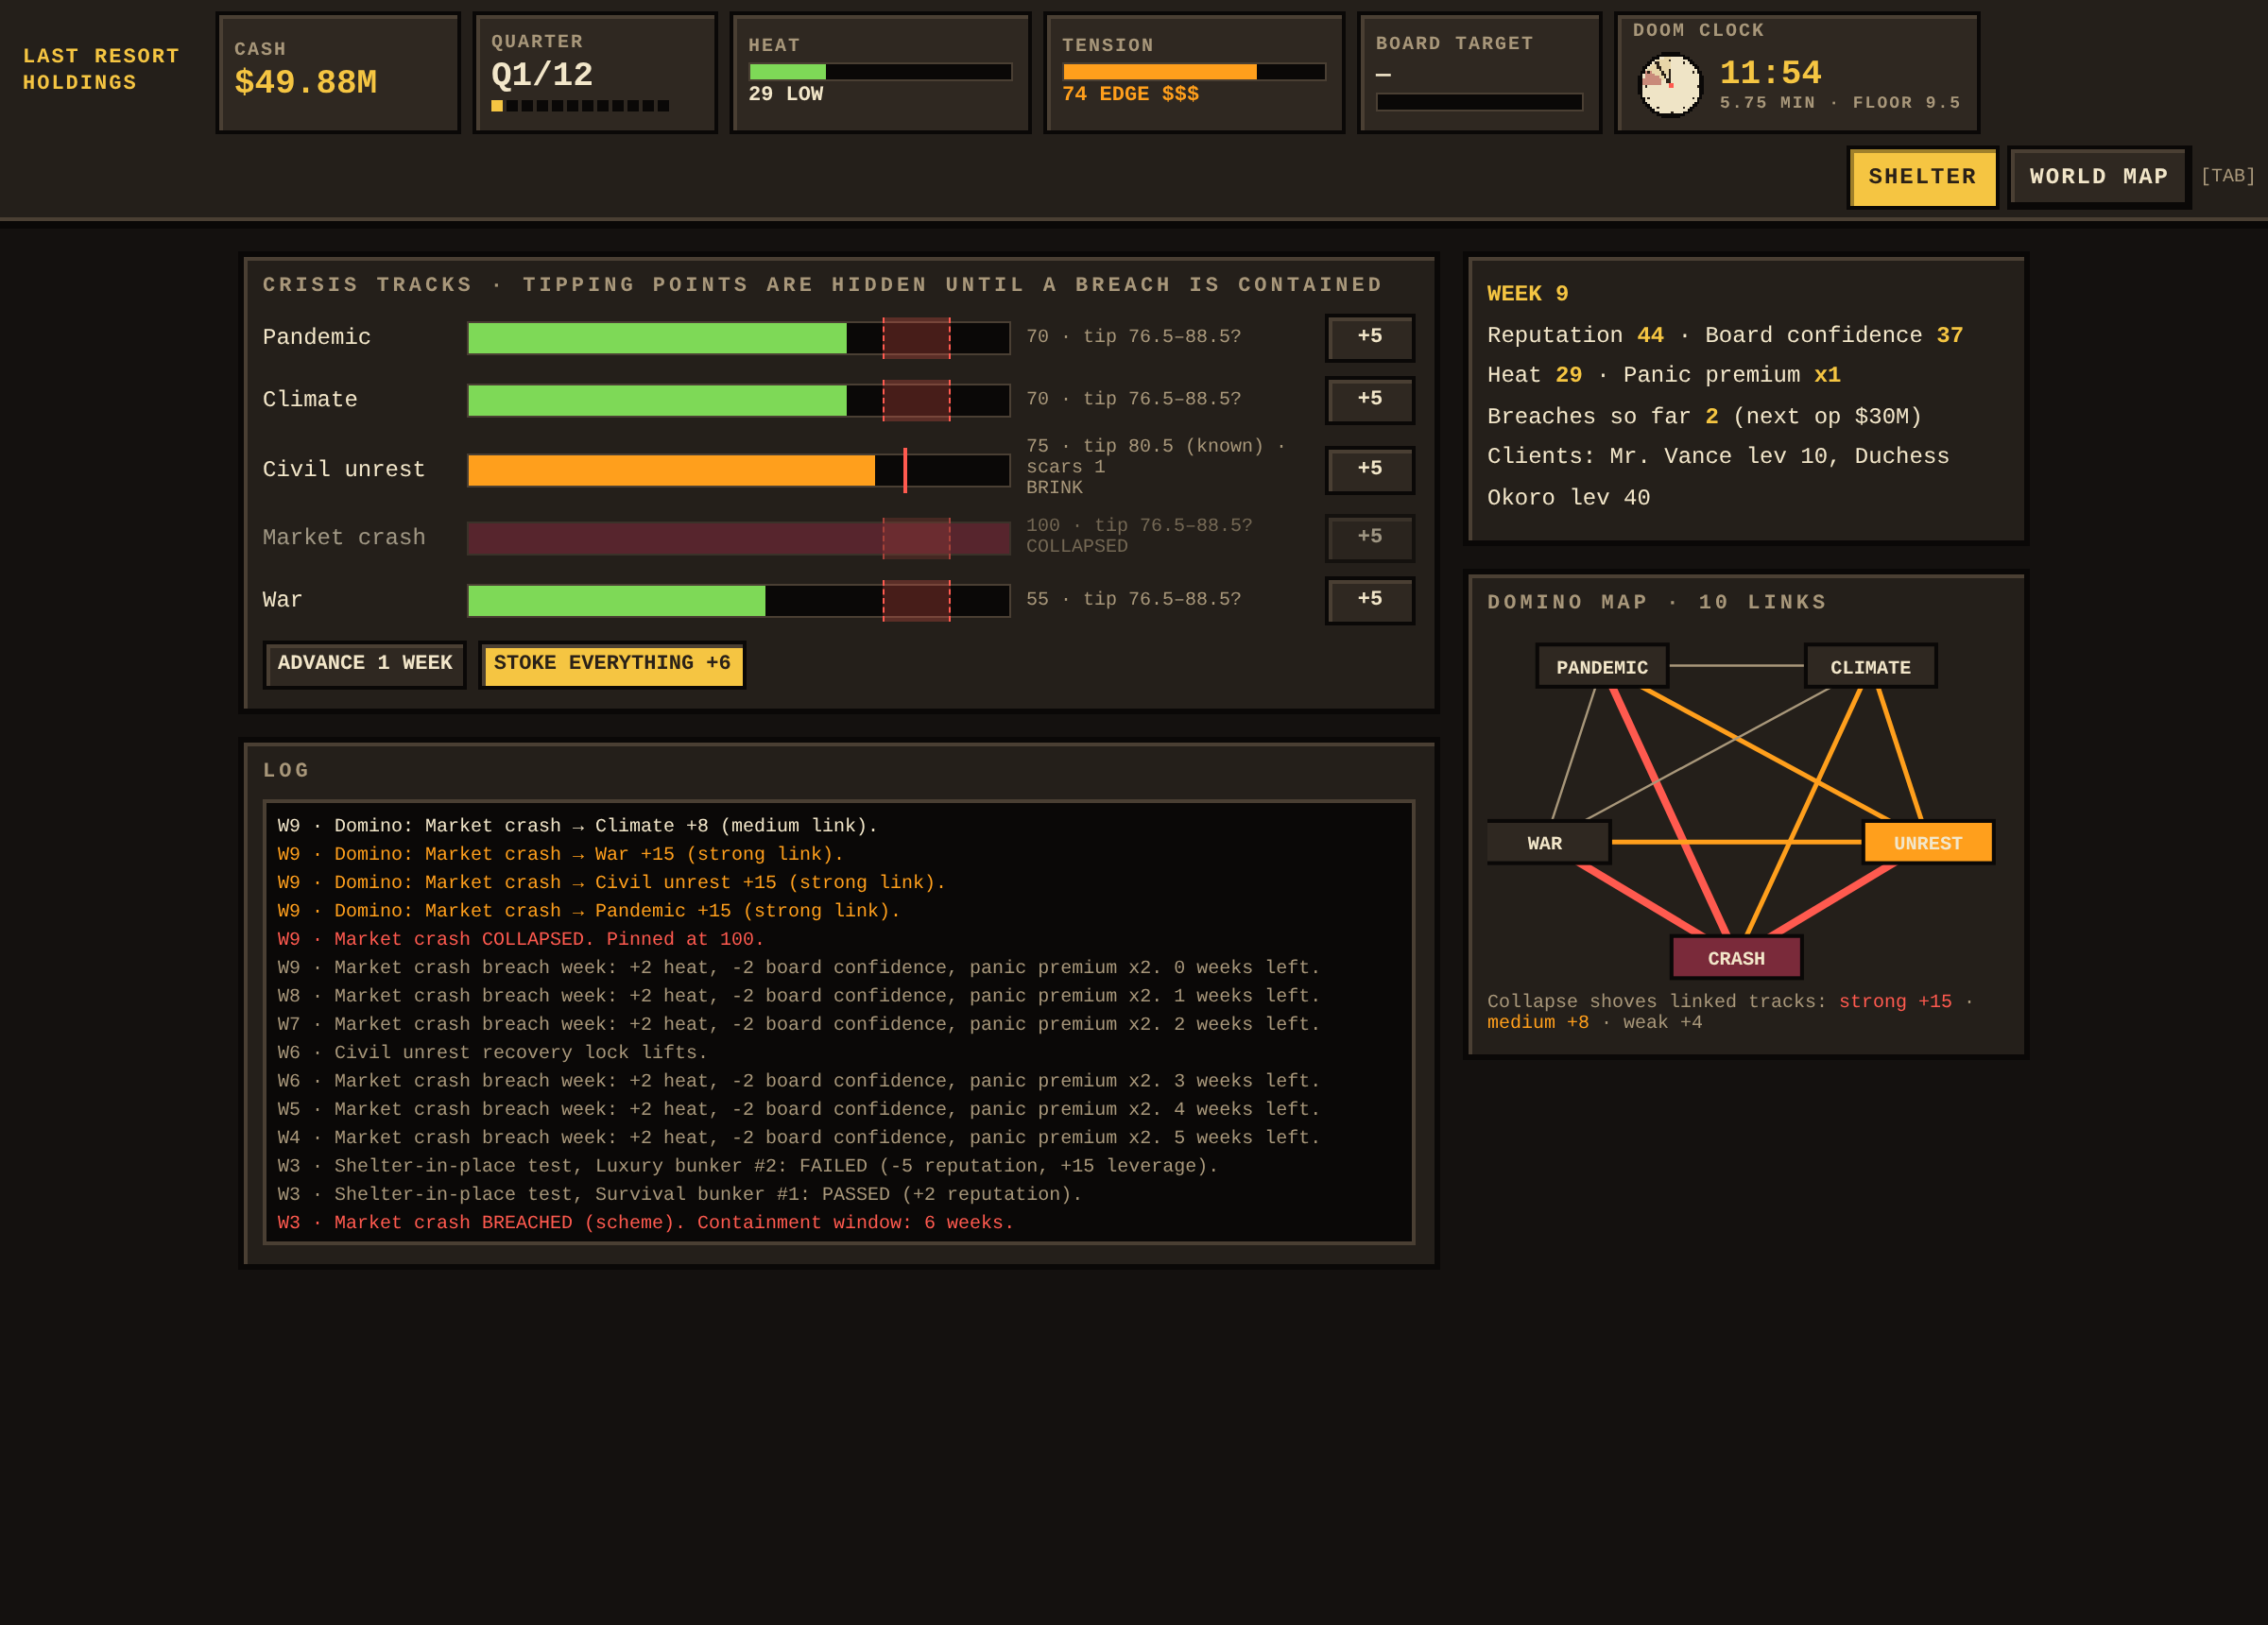 LAST RESORT
HOLDINGS
CASH
$49.88M
QUARTER
Q1/12
HEAT
29 LOW
TENSION
74 EDGE $$$
BOARD TARGET
—
DOOM CLOCK
11:54
5.75 MIN · FLOOR 9.5
SHELTER
WORLD MAP
[TAB]
CRISIS TRACKS · TIPPING POINTS ARE HIDDEN UNTIL A BREACH IS CONTAINED
Pandemic
70 · tip 76.5–88.5?
+5
Climate
70 · tip 76.5–88.5?
+5
Civil unrest
75 · tip 80.5 (known) ·
scars 1
BRINK
+5
Market crash
100 · tip 76.5–88.5?
COLLAPSED
+5
War
55 · tip 76.5–88.5?
+5
ADVANCE 1 WEEK
STOKE EVERYTHING +6
LOG
W9 · Domino: Market crash → Climate +8 (medium link).
W9 · Domino: Market crash → War +15 (strong link).
W9 · Domino: Market crash → Civil unrest +15 (strong link).
W9 · Domino: Market crash → Pandemic +15 (strong link).
W9 · Market crash COLLAPSED. Pinned at 100.
W9 · Market crash breach week: +2 heat, -2 board confidence, panic premium x2. 0 weeks left.
W8 · Market crash breach week: +2 heat, -2 board confidence, panic premium x2. 1 weeks left.
W7 · Market crash breach week: +2 heat, -2 board confidence, panic premium x2. 2 weeks left.
W6 · Civil unrest recovery lock lifts.
W6 · Market crash breach week: +2 heat, -2 board confidence, panic premium x2. 3 weeks left.
W5 · Market crash breach week: +2 heat, -2 board confidence, panic premium x2. 4 weeks left.
W4 · Market crash breach week: +2 heat, -2 board confidence, panic premium x2. 5 weeks left.
W3 · Shelter-in-place test, Luxury bunker #2: FAILED (-5 reputation, +15 leverage).
W3 · Shelter-in-place test, Survival bunker #1: PASSED (+2 reputation).
W3 · Market crash BREACHED (scheme). Containment window: 6 weeks.
WEEK 9
Reputation 44 · Board confidence 37
Heat 29 · Panic premium x1
Breaches so far 2 (next op $30M)
Clients: Mr. Vance lev 10, Duchess
Okoro lev 40
DOMINO MAP · 10 LINKS
PANDEMIC
CLIMATE
WAR
UNREST
CRASH
Collapse shoves linked tracks: strong +15 ·
medium +8 · weak +4